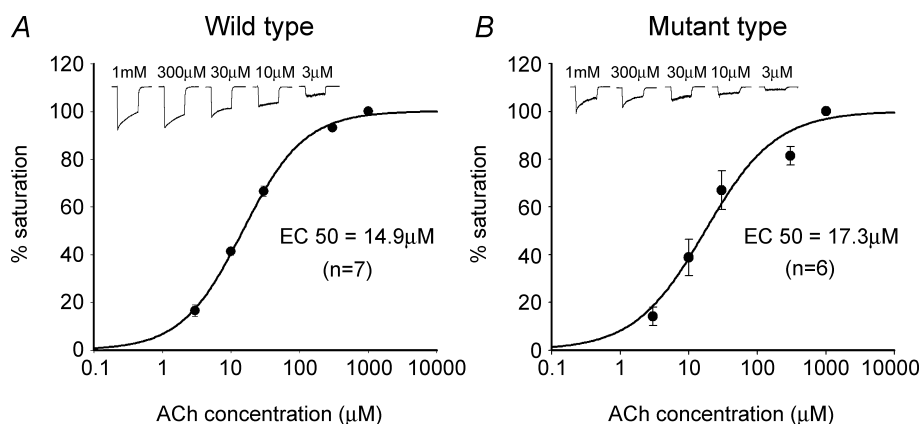 A
Wild type
120
100
80
60
40
20
0
% saturation
1mM 300μM 30μM 10μM 3μM
EC 50 = 14.9μM
(n=7)
0.1 1 10 100 1000 10000
ACh concentration (μM)
B
Mutant type
120
100
80
60
40
20
0
% saturation
1mM 300μM 30μM 10μM 3μM
EC 50 = 17.3μM
(n=6)
0.1 1 10 100 1000 10000
ACh concentration (μM)